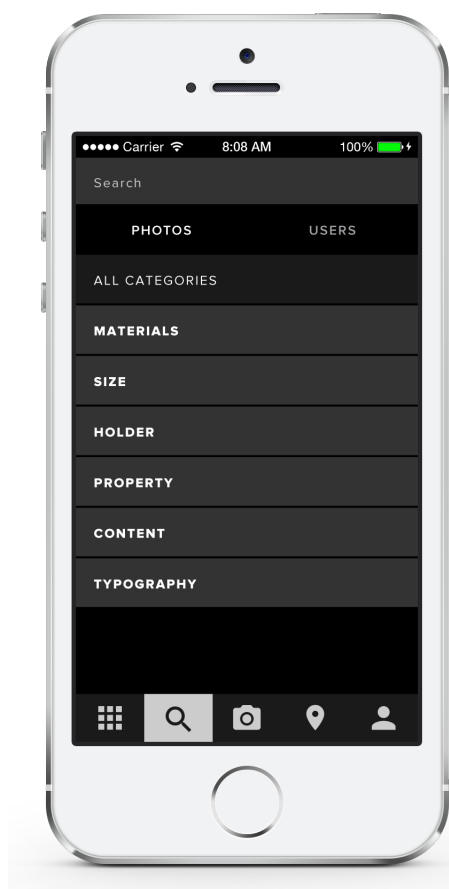 Carrier 8:08 AM 100%
Search
PHOTOS USERS
ALL CATEGORIES
MATERIALS
SIZE
HOLDER
PROPERTY
CONTENT
TYPOGRAPHY